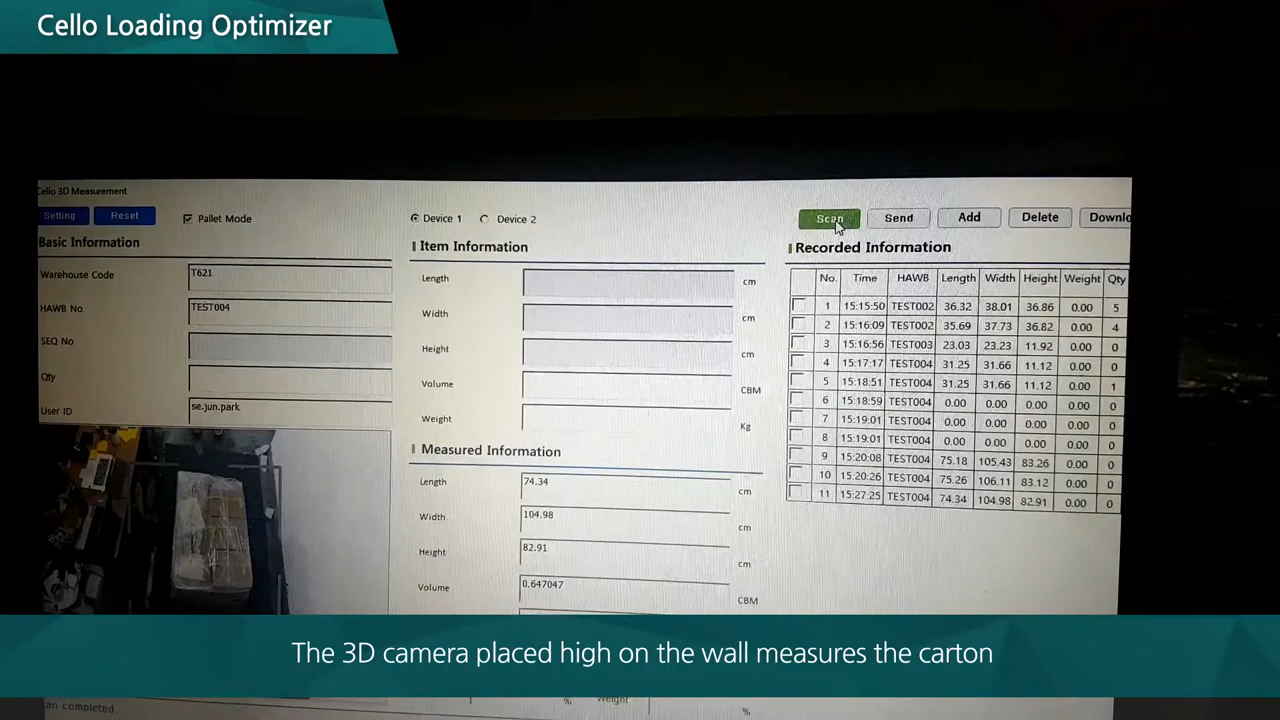 Cello Loading Optimizer
Cello 3D Measurement
Setting Reset Pallet Mode Device 1 Device 2 Scan Send Add Delete Downlo
Basic Information
Warehouse Code T621
HAWB No. TEST004
SEQ No.
Qty
User ID se.jun.park
Item Information
Length cm
Width cm
Height cm
Volume CBM
Weight Kg
Measured Information
Length 74.34 cm
Width 104.98 cm
Height 82.91 cm
Volume 0.647047 CBM
Recorded Information
No. Time HAWB Length Width Height Weight Qty
1 15:15:50 TEST002 36.32 38.01 36.86 0.00 5
2 15:16:09 TEST002 35.69 37.73 36.82 0.00 4
3 15:16:56 TEST003 23.03 23.23 11.92 0.00 0
4 15:17:17 TEST004 31.25 31.66 11.12 0.00 0
5 15:18:51 TEST004 31.25 31.66 11.12 0.00 1
6 15:18:59 TEST004 0.00 0.00 0.00 0.00 0
7 15:19:01 TEST004 0.00 0.00 0.00 0.00 0
8 15:19:01 TEST004 0.00 0.00 0.00 0.00 0
9 15:20:08 TEST004 75.18 105.43 83.26 0.00 0
10 15:20:26 TEST004 75.26 106.11 83.12 0.00 0
11 15:27:25 TEST004 74.34 104.98 82.91 0.00 0
The 3D camera placed high on the wall measures the carton
% Weight %
an completed.